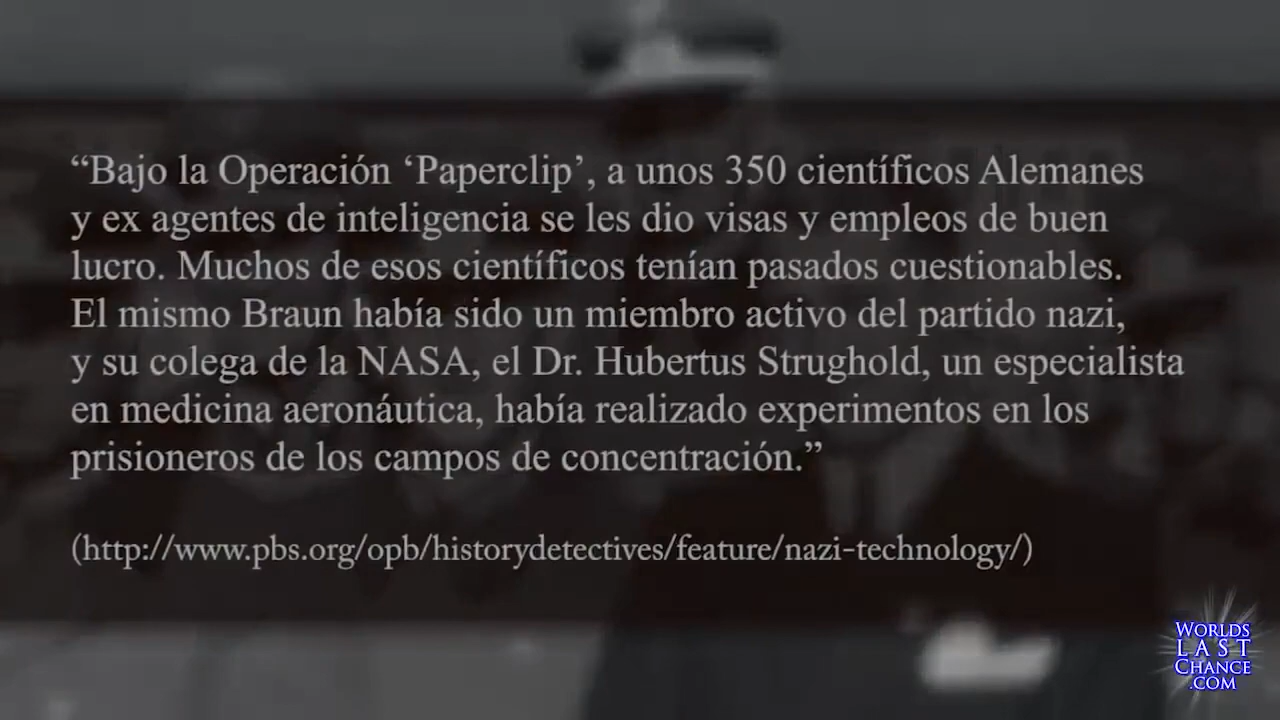 “Bajo la Operación ‘Paperclip’, a unos 350 científicos Alemanes
y ex agentes de inteligencia se les dio visas y empleos de buen
lucro. Muchos de esos científicos tenían pasados cuestionables.
El mismo Braun había sido un miembro activo del partido nazi,
y su colega de la NASA, el Dr. Hubertus Strughold, un especialista
en medicina aeronáutica, había realizado experimentos en los
prisioneros de los campos de concentración.”
(http://www.pbs.org/opb/historydetectives/feature/nazi-technology/)
WORLDS
LAST
CHANCE
.COM